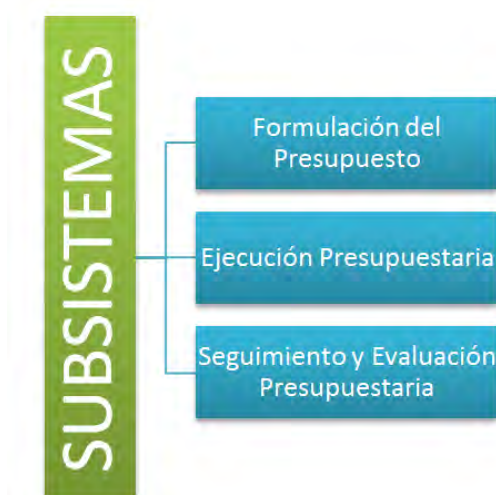 SUBSISTEMAS
Formulación del
Presupuesto
Ejecución Presupuestaria
Seguimiento y Evaluación
Presupuestaria